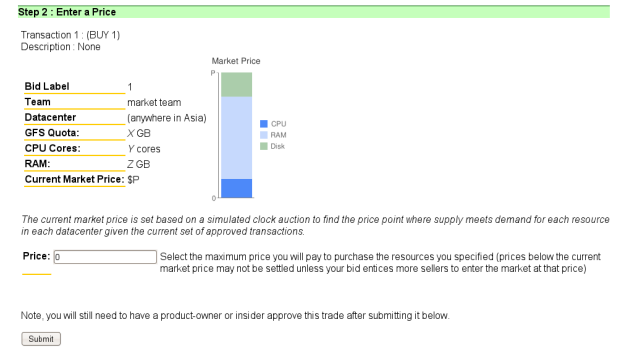 Step 2 : Enter a Price
Transaction 1 : (BUY 1)
Description : None
Market Price
P
Bid Label 1
Team market team
Datacenter (anywhere in Asia)
GFS Quota: X GB
CPU Cores: Y cores
RAM: Z GB
Current Market Price: $P
CPU
RAM
Disk
0
The current market price is set based on a simulated clock auction to find the price point where supply meets demand for each resource
in each datacenter given the current set of approved transactions.
Price: 0 Select the maximum price you will pay to purchase the resources you specified (prices below the current
market price may not be settled unless your bid entices more sellers to enter the market at that price)
Note, you will still need to have a product-owner or insider approve this trade after submitting it below.
Submit